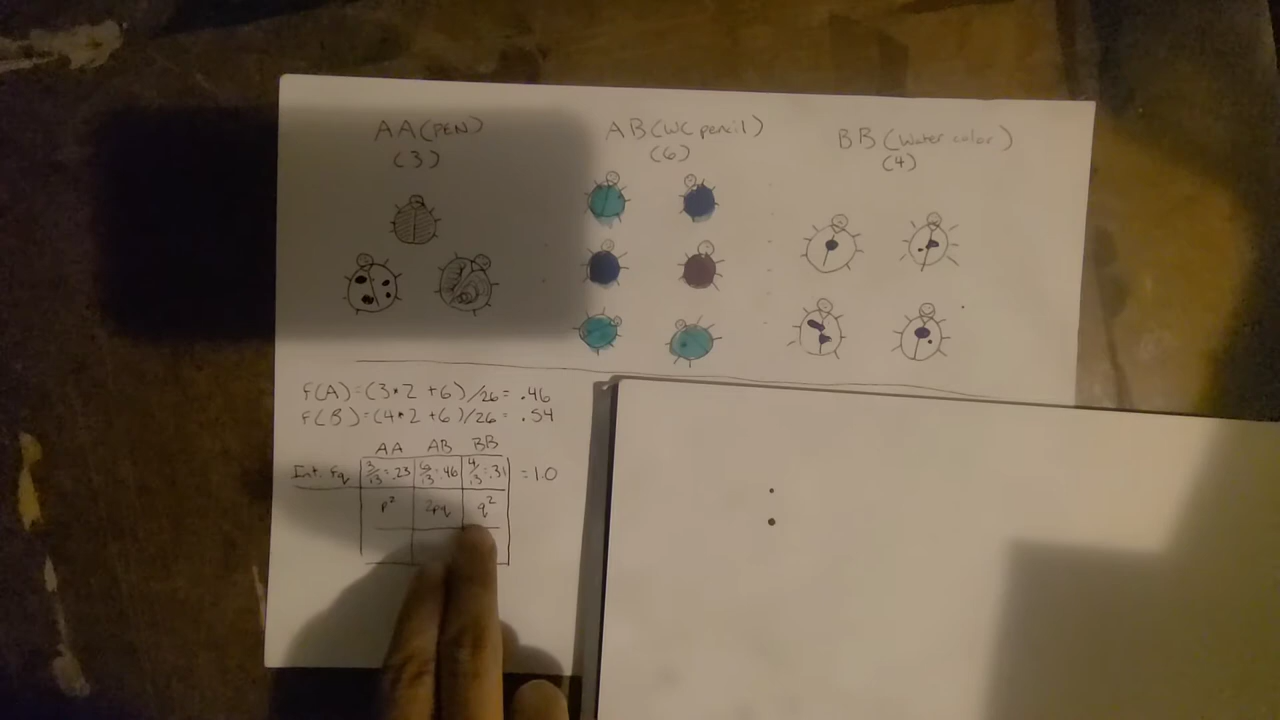 AA (PEN)
(3)
AB (WC pencil)
(6)
BB (Water color)
(4)
f(A) = (3*2 + 6)/26 = .46
f(B) = (4*2 + 6)/26 = .54
AA AB BB
Int. fq 3/13 = .23 6/13 = .46 4/13 = .31 = 1.0
p² 2pq q²